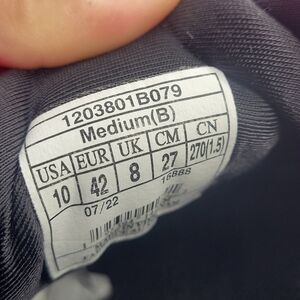 1203801B079
Medium(B)
USA EUR UK CM CN
10 42 8 27 270(1.5)
07/22